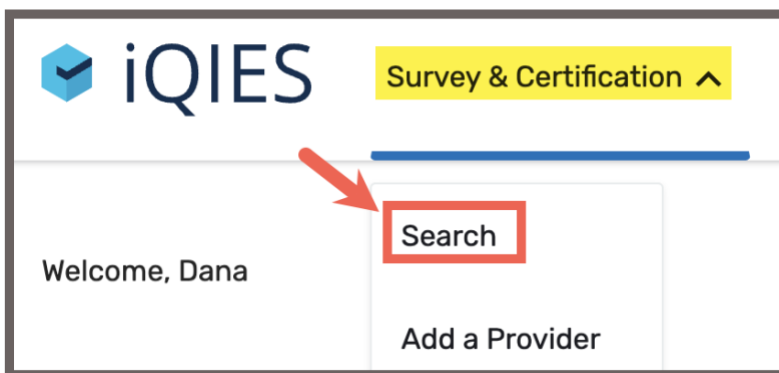 iQIES
Survey & Certification
Search
Welcome, Dana
Add a Provider